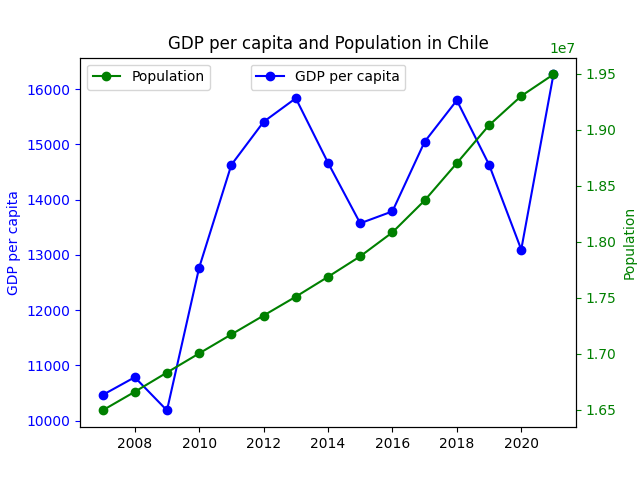 GDP per capita and Population in Chile
1e7
Population
GDP per capita
16000
15000
14000
13000
12000
11000
10000
GDP per capita
1.95
1.90
1.85
1.80
1.75
1.70
1.65
Population
2008 2010 2012 2014 2016 2018 2020